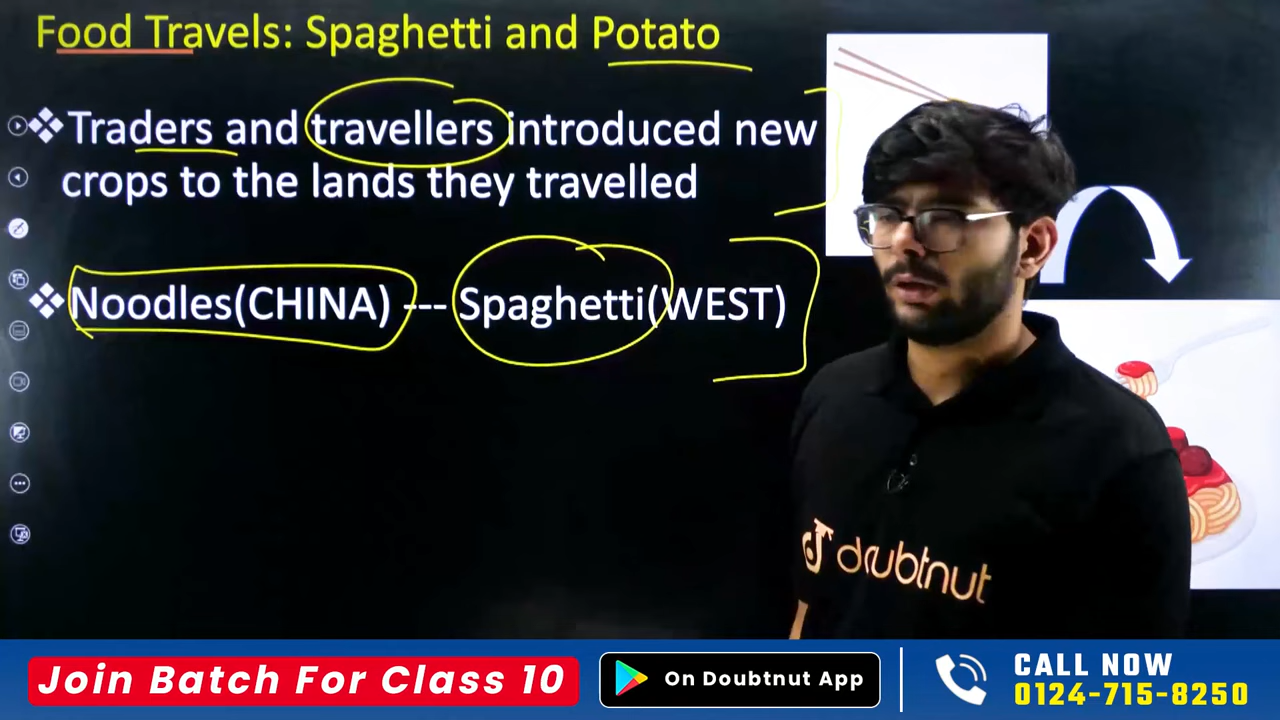 Food Travels: Spaghetti and Potato
❖Traders and travellers introduced new
crops to the lands they travelled
❖Noodles(CHINA) --- Spaghetti(WEST)
doubtnut
Join Batch For Class 10
On Doubtnut App
CALL NOW
0124-715-8250